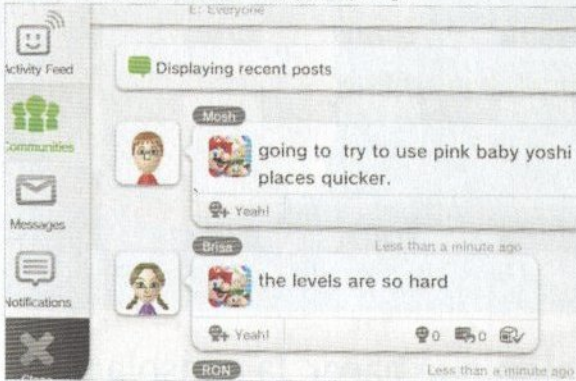 E: Everyone
Activity Feed
Displaying recent posts
Communities
Mosh
going to try to use pink baby yoshi
places quicker.
Yeah!
Messages
Brisa
Less than a minute ago
the levels are so hard
Notifications
Yeah!
0 0
RON
Less than a minute ago
Close